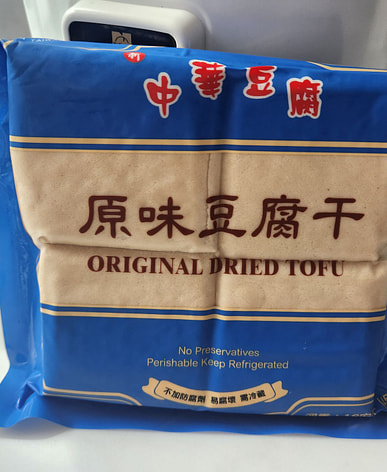 中華豆腐
原味豆腐干
ORIGINAL DRIED TOFU
No Preservatives
Perishable Keep Refrigerated
不加防腐劑 易腐壞 需冷藏